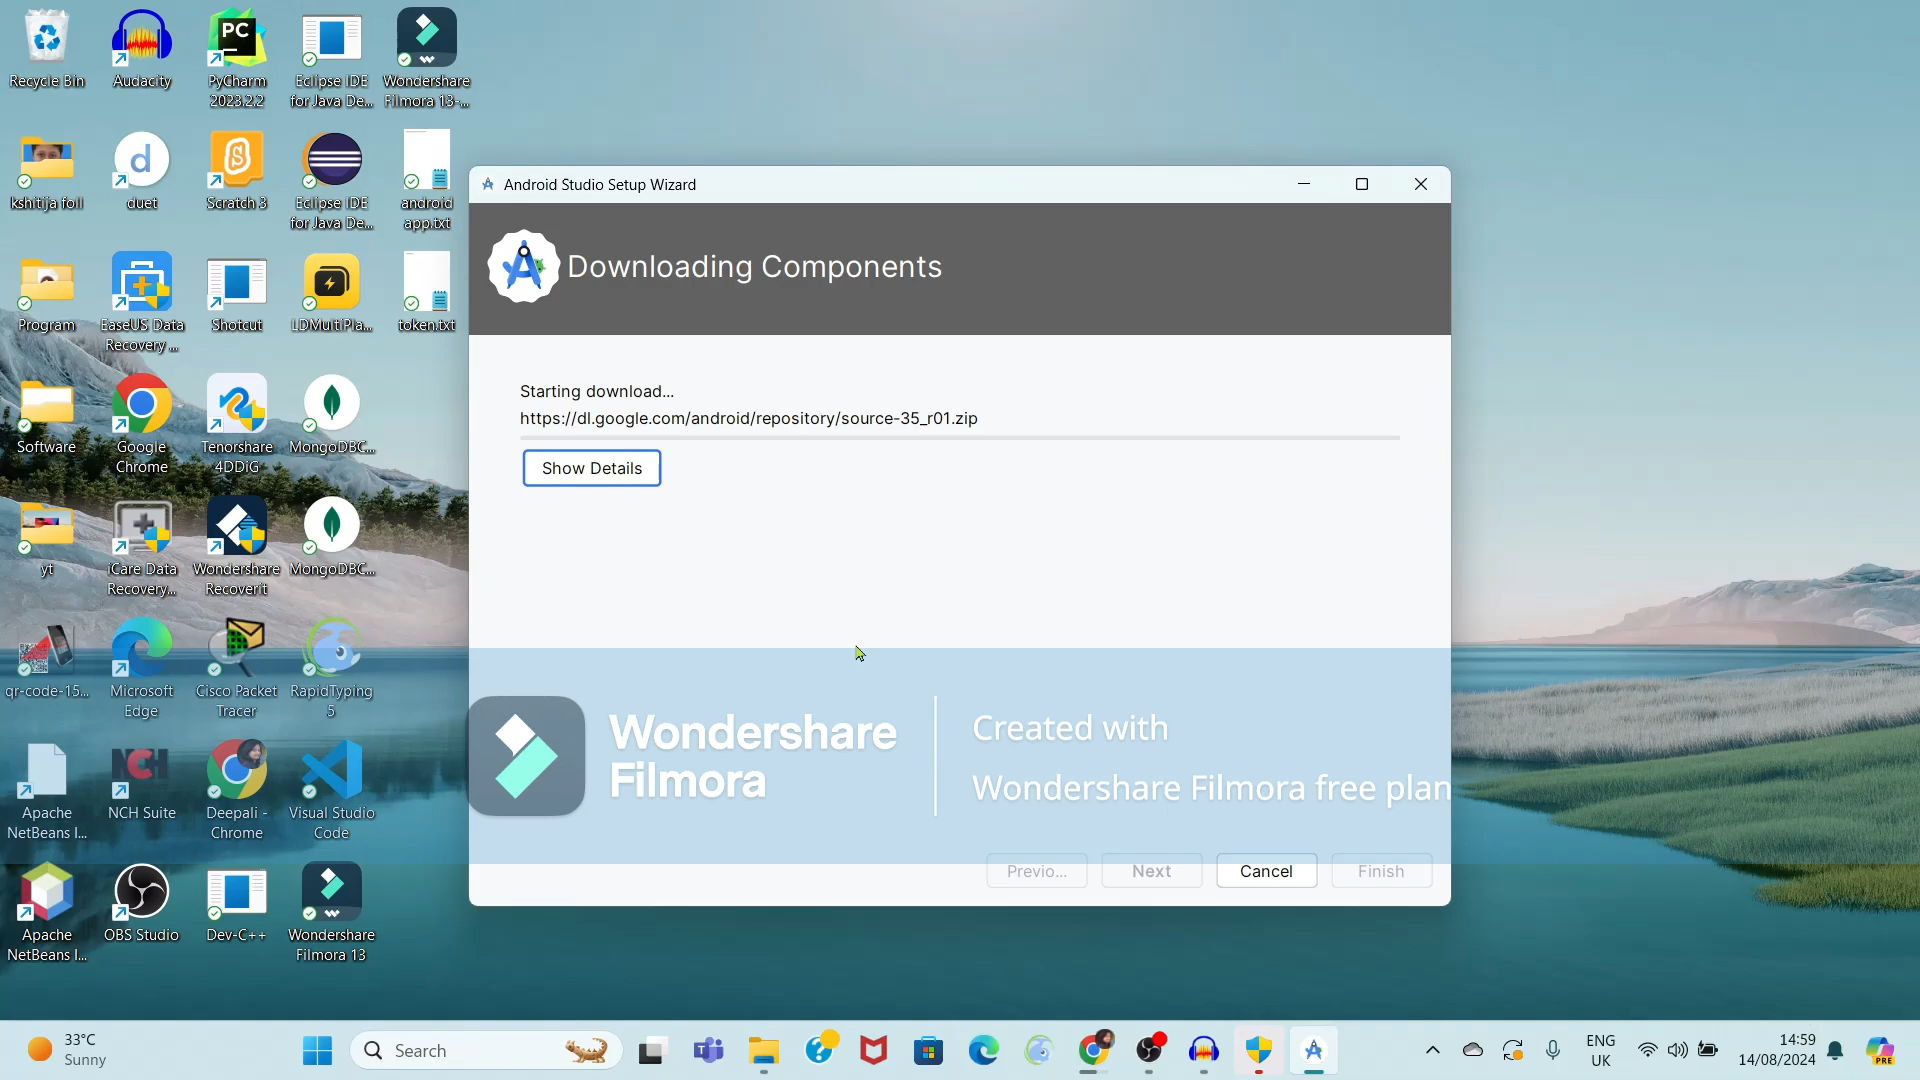 Recycle Bin
Audacity
PyCharm
2023.2.2
Eclipse IDE
for Java De...
Wondershare
Filmora 13-...
kshitija foll
duet
Scratch 3
Eclipse IDE
for Java De...
android
app.txt
Program
EaseUS Data
Recovery ...
Shotcut
LDMultiPla...
token.txt
Software
Google
Chrome
Tenorshare
4DDiG
MongoDBC...
yt
iCare Data
Recovery...
Wondershare
Recoverit
MongoDBC...
qr-code-15...
Microsoft
Edge
Cisco Packet
Tracer
RapidTyping
5
Apache
NetBeans I...
NCH
NCH Suite
Deepali -
Chrome
Visual Studio
Code
Apache
NetBeans I...
OBS Studio
Dev-C++
Wondershare
Filmora 13
PC
d
Android Studio Setup Wizard
Downloading Components
Starting download...
https://dl.google.com/android/repository/source-35_r01.zip
Show Details
Wondershare
Filmora
Created with
Wondershare Filmora free plan
Previo...
Next
Cancel
Finish
33°C
Sunny
Search
ENG
UK
14:59
14/08/2024
PRE